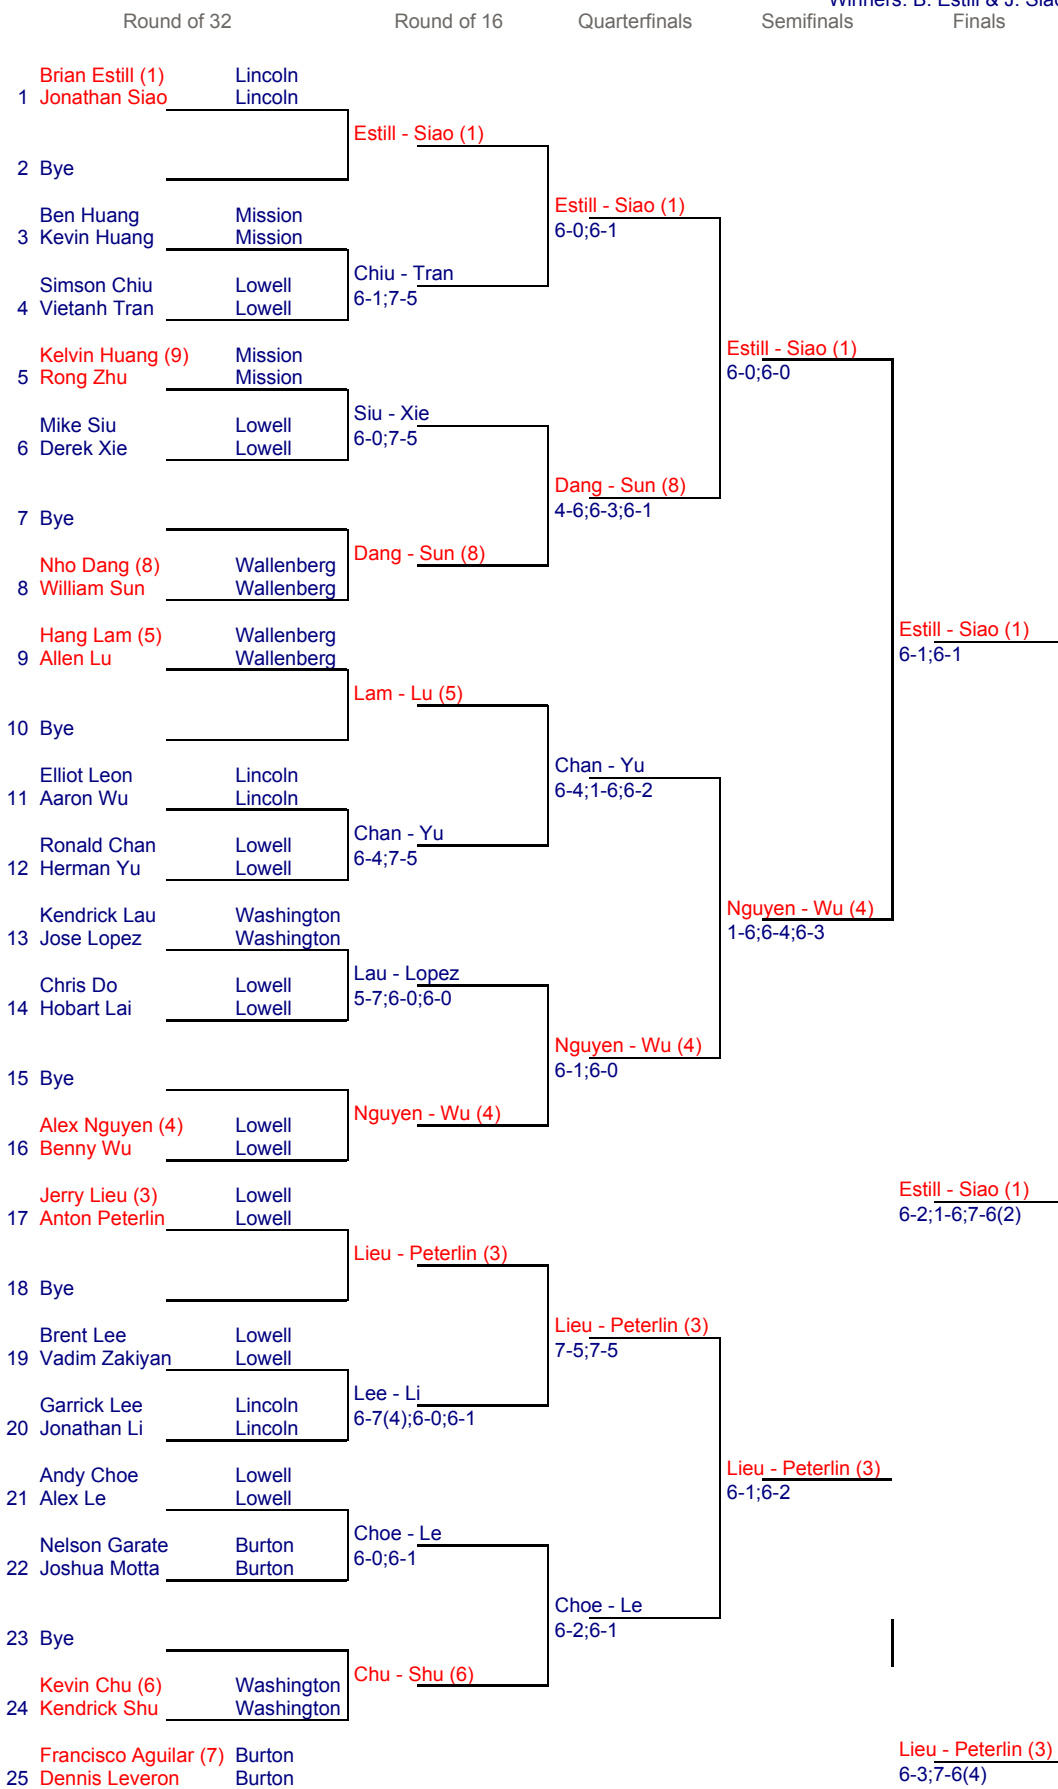 Winners: B. Estill & J. Siao
Round of 32 Round of 16 Quarterfinals Semifinals Finals
Brian Estill (1) Lincoln
1 Jonathan Siao Lincoln
Estill - Siao (1)
2 Bye
Estill - Siao (1)
6-0;6-1
Ben Huang Mission
3 Kevin Huang Mission
Chiu - Tran
6-1;7-5
Simson Chiu Lowell
4 Vietanh Tran Lowell
Estill - Siao (1)
6-0;6-0
Kelvin Huang (9) Mission
5 Rong Zhu Mission
Siu - Xie
6-0;7-5
Mike Siu Lowell
6 Derek Xie Lowell
Dang - Sun (8)
4-6;6-3;6-1
7 Bye
Dang - Sun (8)
Nho Dang (8) Wallenberg
8 William Sun Wallenberg
Estill - Siao (1)
6-1;6-1
Hang Lam (5) Wallenberg
9 Allen Lu Wallenberg
Lam - Lu (5)
10 Bye
Chan - Yu
6-4;1-6;6-2
Elliot Leon Lincoln
11 Aaron Wu Lincoln
Chan - Yu
6-4;7-5
Ronald Chan Lowell
12 Herman Yu Lowell
Nguyen - Wu (4)
1-6;6-4;6-3
Kendrick Lau Washington
13 Jose Lopez Washington
Lau - Lopez
5-7;6-0;6-0
Chris Do Lowell
14 Hobart Lai Lowell
Nguyen - Wu (4)
6-1;6-0
15 Bye
Nguyen - Wu (4)
Alex Nguyen (4) Lowell
16 Benny Wu Lowell
Estill - Siao (1)
6-2;1-6;7-6(2)
Jerry Lieu (3) Lowell
17 Anton Peterlin Lowell
Lieu - Peterlin (3)
18 Bye
Lieu - Peterlin (3)
7-5;7-5
Brent Lee Lowell
19 Vadim Zakiyan Lowell
Lee - Li
6-7(4);6-0;6-1
Garrick Lee Lincoln
20 Jonathan Li Lincoln
Lieu - Peterlin (3)
6-1;6-2
Andy Choe Lowell
21 Alex Le Lowell
Choe - Le
6-0;6-1
Nelson Garate Burton
22 Joshua Motta Burton
Choe - Le
6-2;6-1
23 Bye
Chu - Shu (6)
Kevin Chu (6) Washington
24 Kendrick Shu Washington
Lieu - Peterlin (3)
6-3;7-6(4)
Francisco Aguilar (7) Burton
25 Dennis Leveron Burton